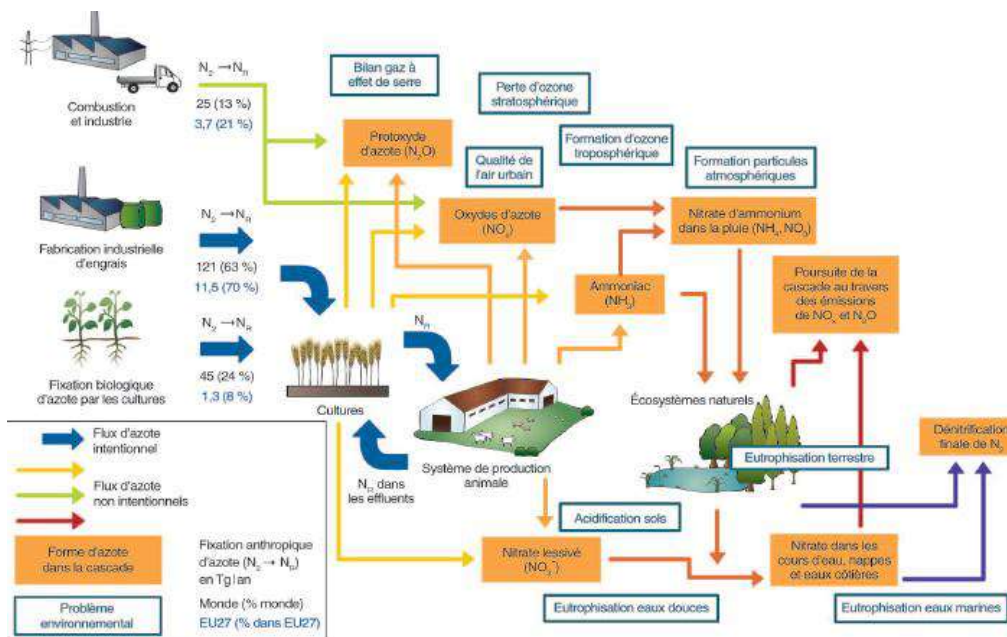 N₂→Nᵣ
Combustion
et industrie
25 (13 %)
3,7 (21 %)
Bilan gaz à
effet de serre
Perte d'ozone
stratosphérique
Protoxyde
d'azote (N₂O)
Formation d'ozone
troposphérique
Qualité de
l'air urbain
Formation particules
atmosphériques
N₂→Nᵣ
Fabrication industrielle
d'engrais
121 (63 %)
11,5 (70 %)
Oxydes d'azote
(NOₓ)
Nitrate d'ammonium
dans la pluie (NH₄, NO₃)
Ammoniac
(NH₃)
Poursuite de la
cascade au travers
des émissions
de NOₓ et N₂O
N₂→Nᵣ
Fixation biologique
d'azote par les cultures
45 (24 %)
1,3 (8 %)
Nᵣ
Cultures
Écosystèmes naturels
Dénitrification
finale de N₂
Eutrophisation terrestre
Système de production
animale
Nᵣ dans
les effluents
Acidification sols
Nitrate lessivé
(NO₃⁻)
Nitrate dans les
cours d'eau, nappes
et eaux côtières
Eutrophisation eaux douces
Eutrophisation eaux marines
Flux d'azote
intentionnel
Flux d'azote
non intentionnels
Forme d'azote
dans la cascade
Problème
environnemental
Fixation anthropique
d'azote (N₂ → Nᵣ)
en Tg|an
Monde (% monde)
EU27 (% dans EU27)